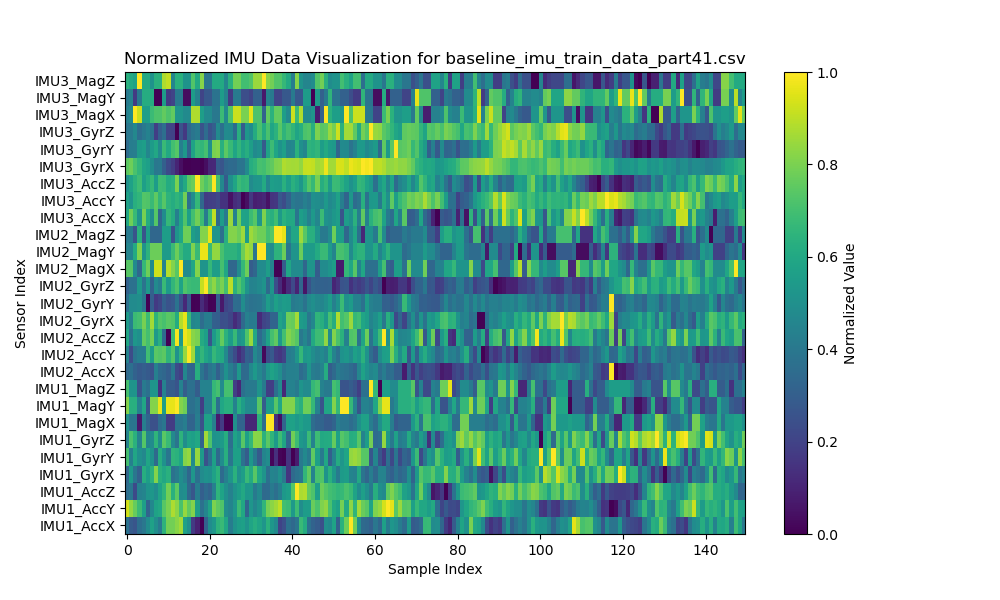 Normalized IMU Data Visualization for baseline_imu_train_data_part41.csv
IMU3_MagZ
IMU3_MagY
IMU3_MagX
IMU3_GyrZ
IMU3_GyrY
IMU3_GyrX
IMU3_AccZ
IMU3_AccY
IMU3_AccX
IMU2_MagZ
IMU2_MagY
IMU2_MagX
IMU2_GyrZ
IMU2_GyrY
IMU2_GyrX
IMU2_AccZ
IMU2_AccY
IMU2_AccX
IMU1_MagZ
IMU1_MagY
IMU1_MagX
IMU1_GyrZ
IMU1_GyrY
IMU1_GyrX
IMU1_AccZ
IMU1_AccY
IMU1_AccX
Sensor Index
0 20 40 60 80 100 120 140
Sample Index
1.0
0.8
0.6
0.4
0.2
0.0
Normalized Value